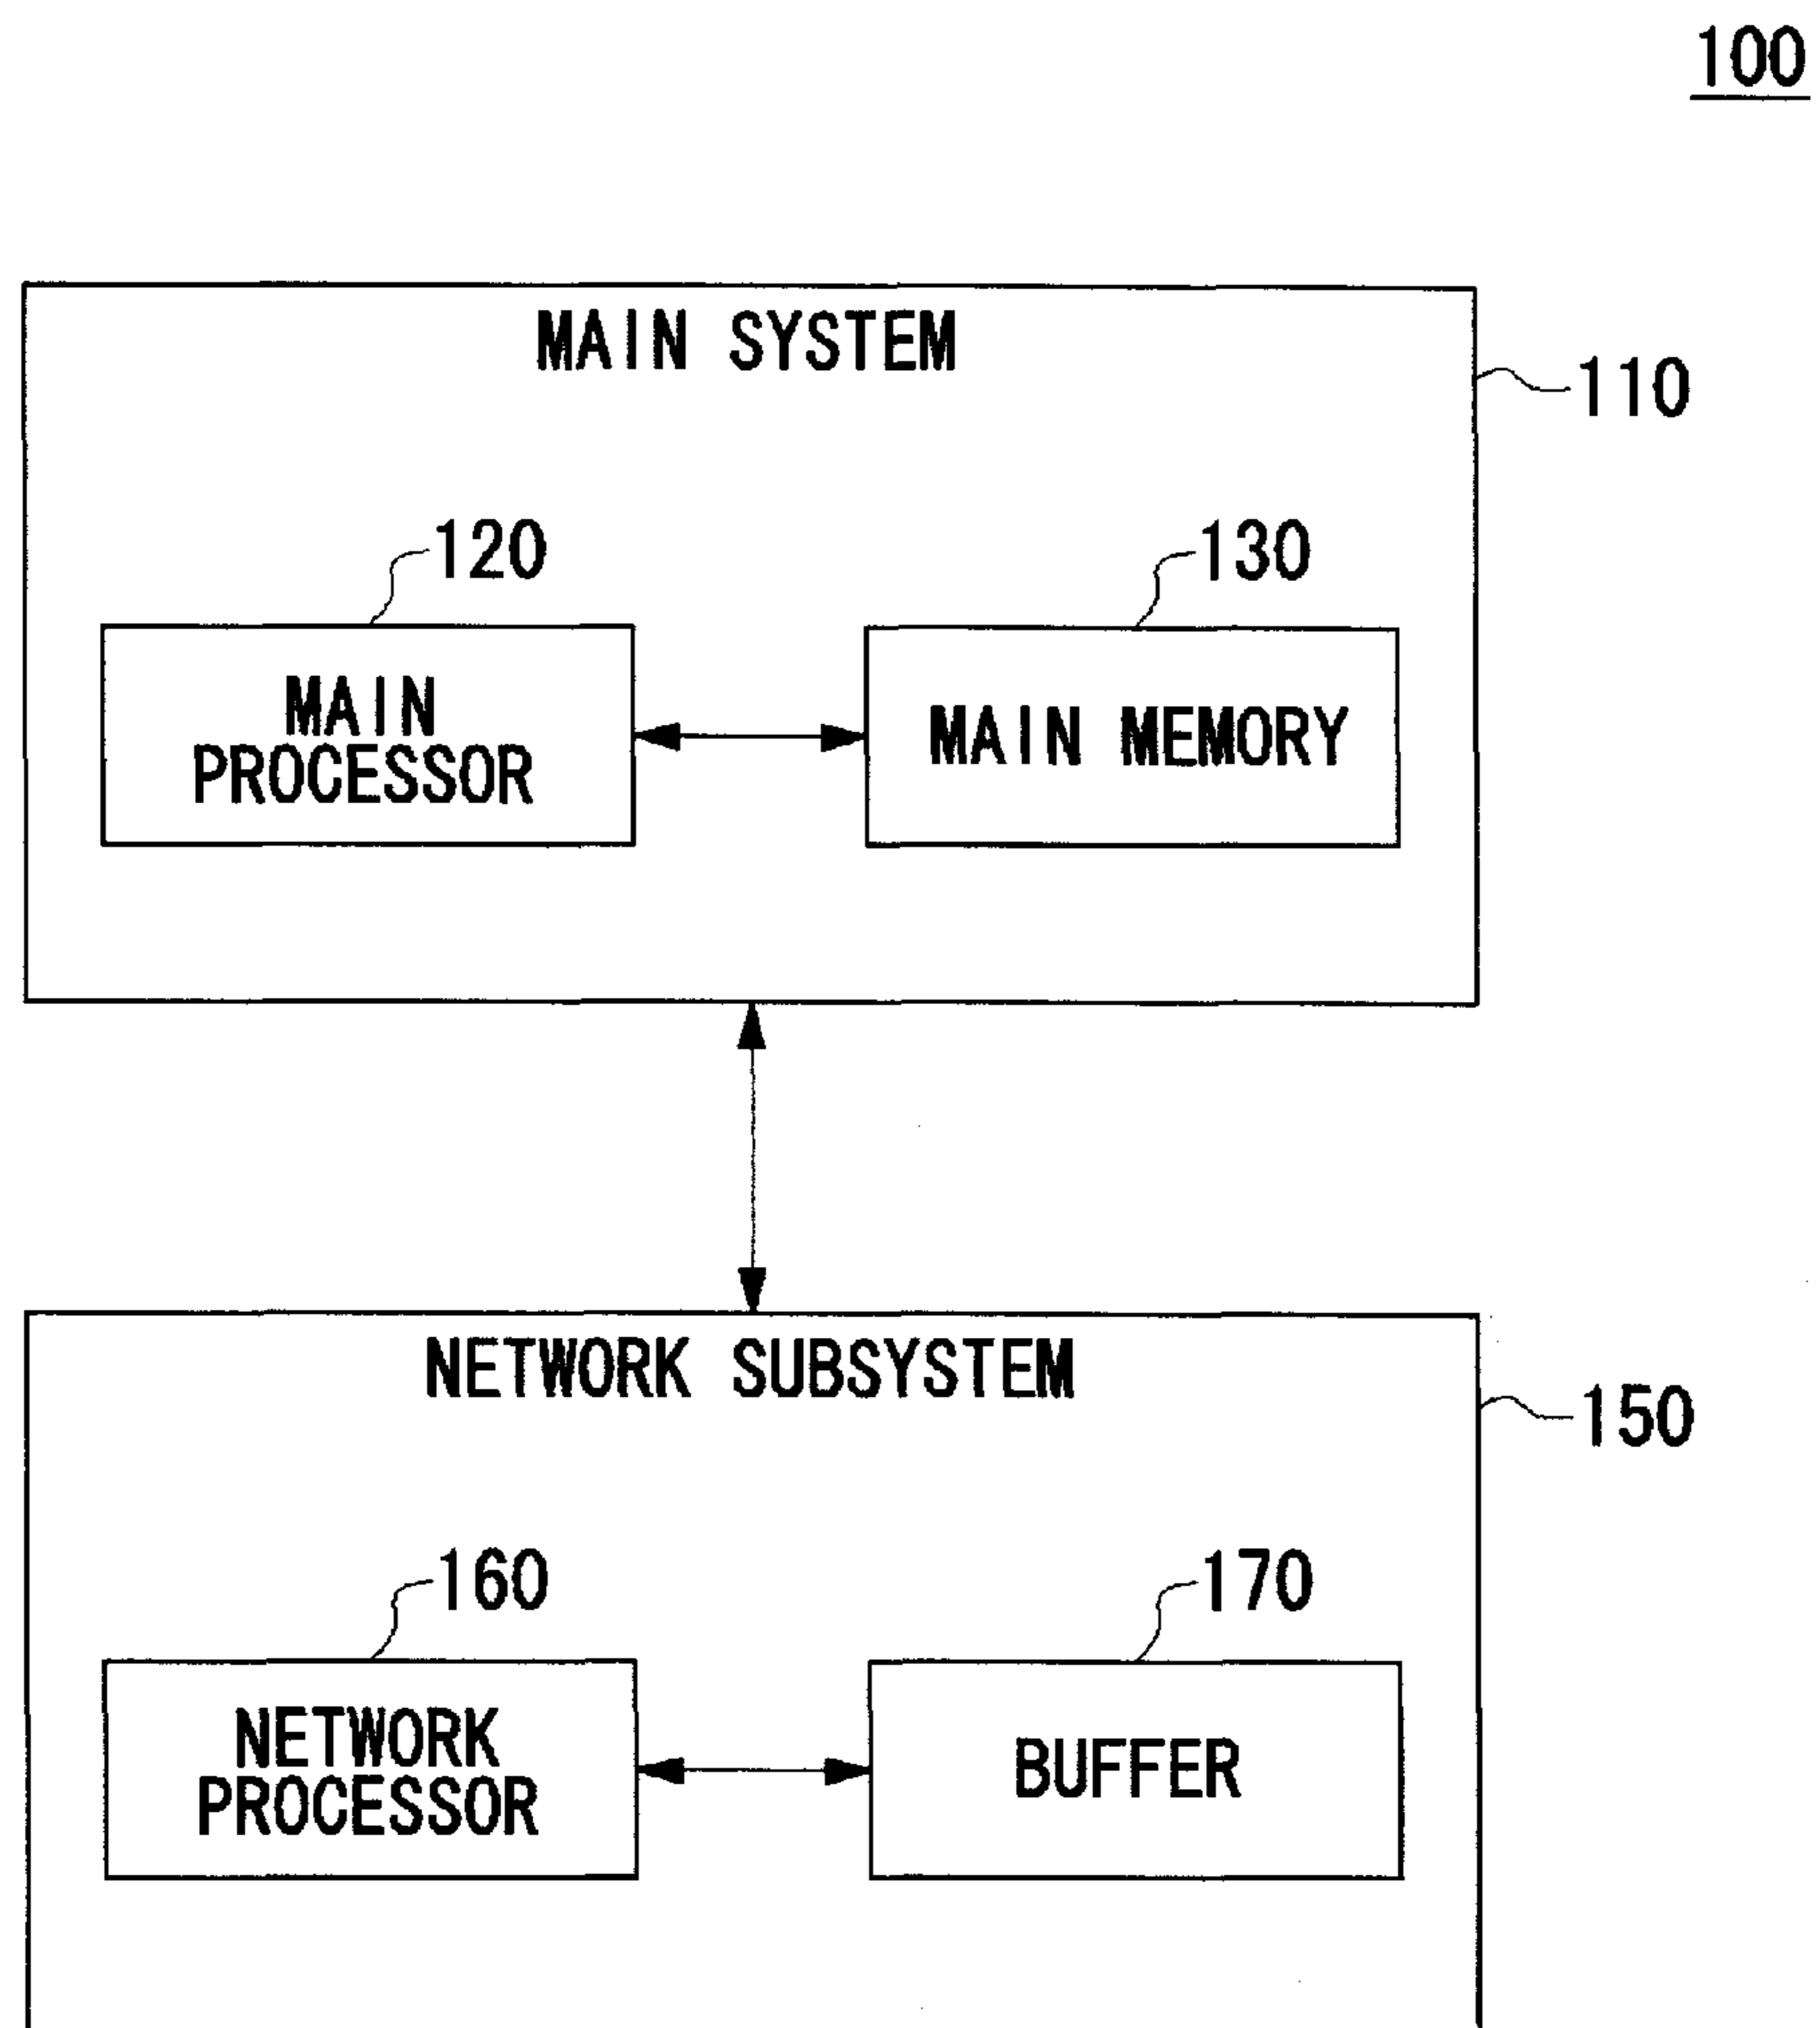 100
MAIN SYSTEM
110
120
130
MAIN
PROCESSOR
MAIN MEMORY
NETWORK SUBSYSTEM
150
160
170
NETWORK
PROCESSOR
BUFFER